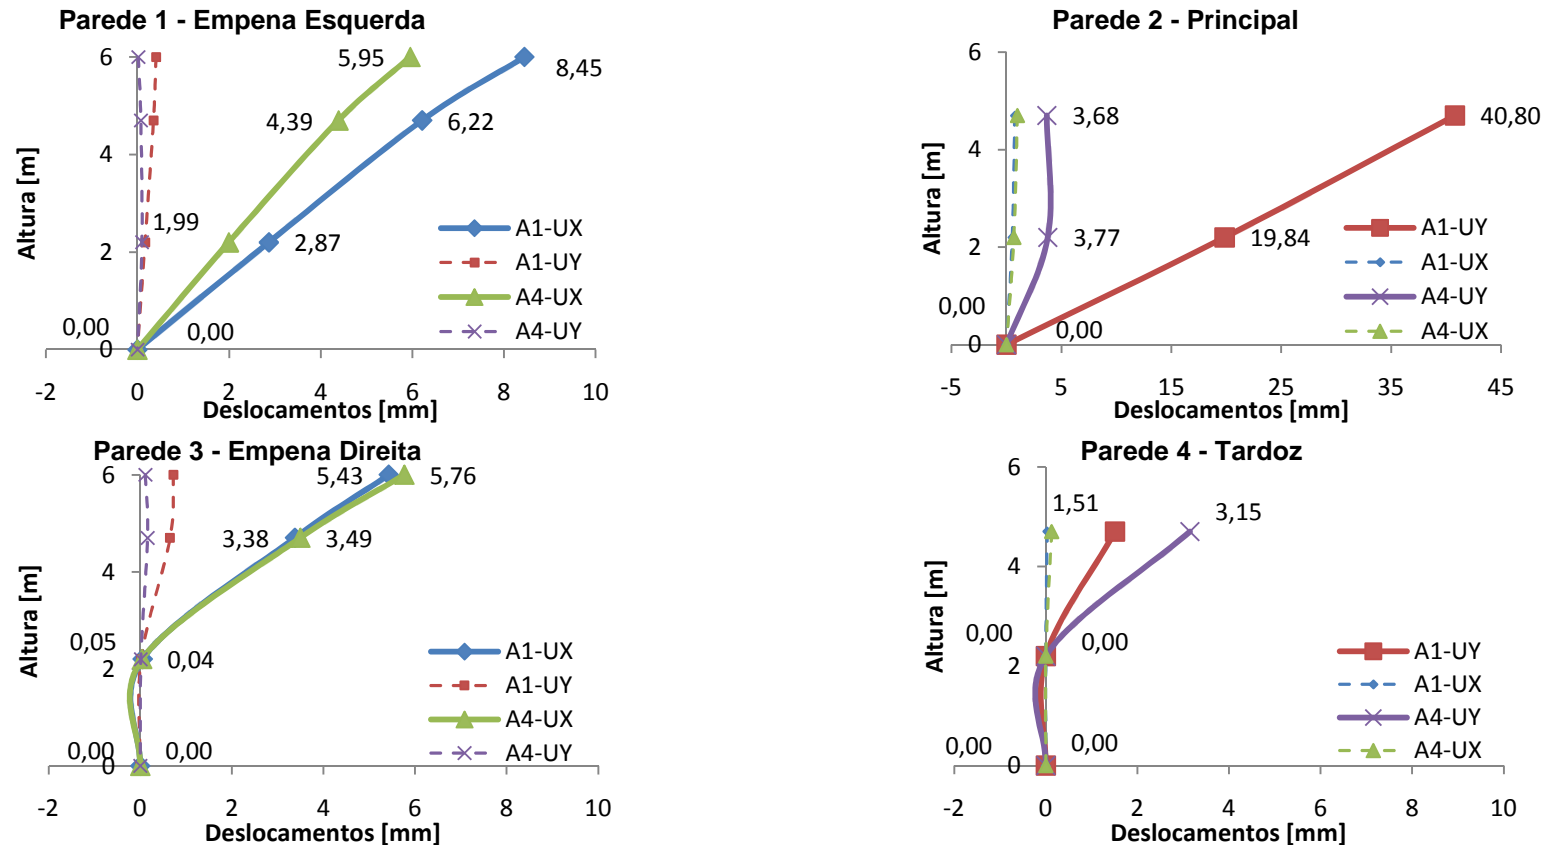 Parede 1 - Empena Esquerda
6
5,95
8,45
4,39
6,22
4
Altura [m]
1,99
2,87
2
A1-UX
A1-UY
A4-UX
A4-UY
0,00
0,00
0
-2
0
2
4
6
8
10
Deslocamentos [mm]
Parede 2 - Principal
6
3,68
40,80
4
Altura [m]
3,77
19,84
2
A1-UY
A1-UX
A4-UY
A4-UX
0,00
0,00
0
-5
5
15
25
35
45
Deslocamentos [mm]
Parede 3 - Empena Direita
6
5,43
5,76
3,38
3,49
4
Altura [m]
0,05
0,04
2
A1-UX
A1-UY
A4-UX
A4-UY
0,00
0,00
0
-2
0
2
4
6
8
10
Deslocamentos [mm]
Parede 4 - Tardoz
6
1,51
3,15
4
Altura [m]
0,00
0,00
2
A1-UY
A1-UX
A4-UY
A4-UX
0,00
0,00
0
-2
0
2
4
6
8
10
Deslocamentos [mm]